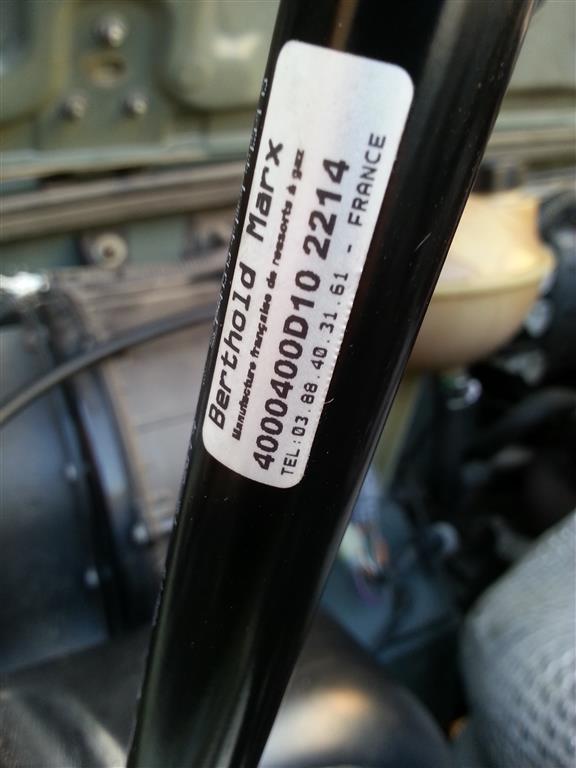 Berthold Marx
Manufacture française de ressorts à gaz
4000400D10 2214
TEL:03.88.40.31.61 - FRANCE